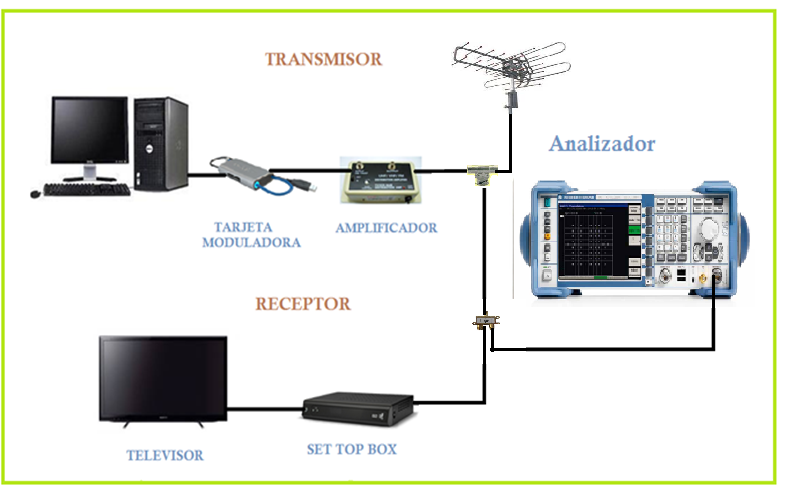 TRANSMISOR
Analizador
TARJETA
MODULADORA
AMPLIFICADOR
RECEPTOR
TELEVISOR
SET TOP BOX